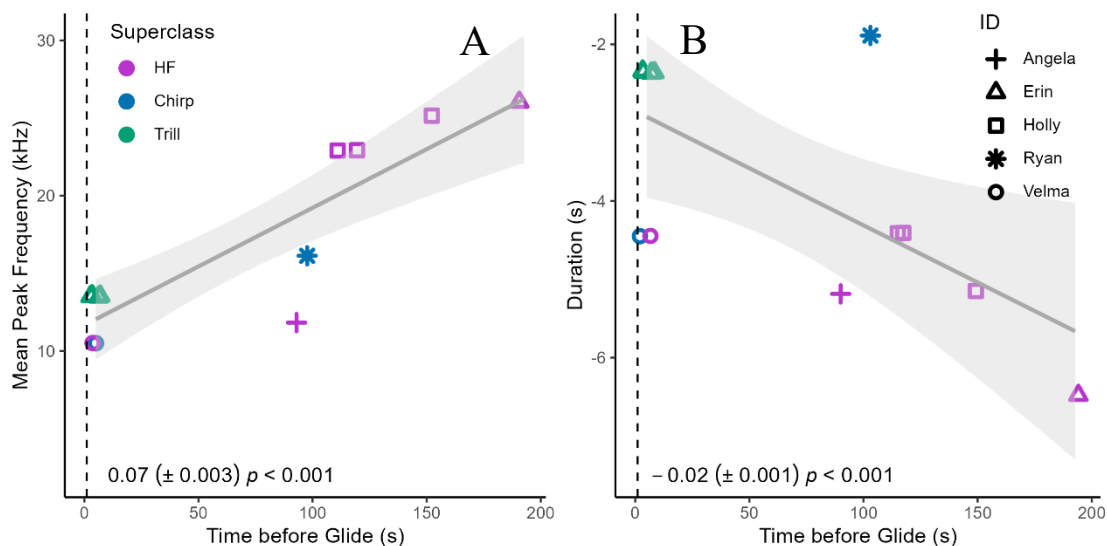 Superclass
HF
Chirp
Trill
A
30
20
10
Mean Peak Frequency (kHz)
0.07 (± 0.003) p < 0.001
0
50
100
150
200
Time before Glide (s)
B
ID
Angela
Erin
Holly
Ryan
Velma
-2
-4
-6
Duration (s)
− 0.02 (± 0.001) p < 0.001
0
50
100
150
200
Time before Glide (s)